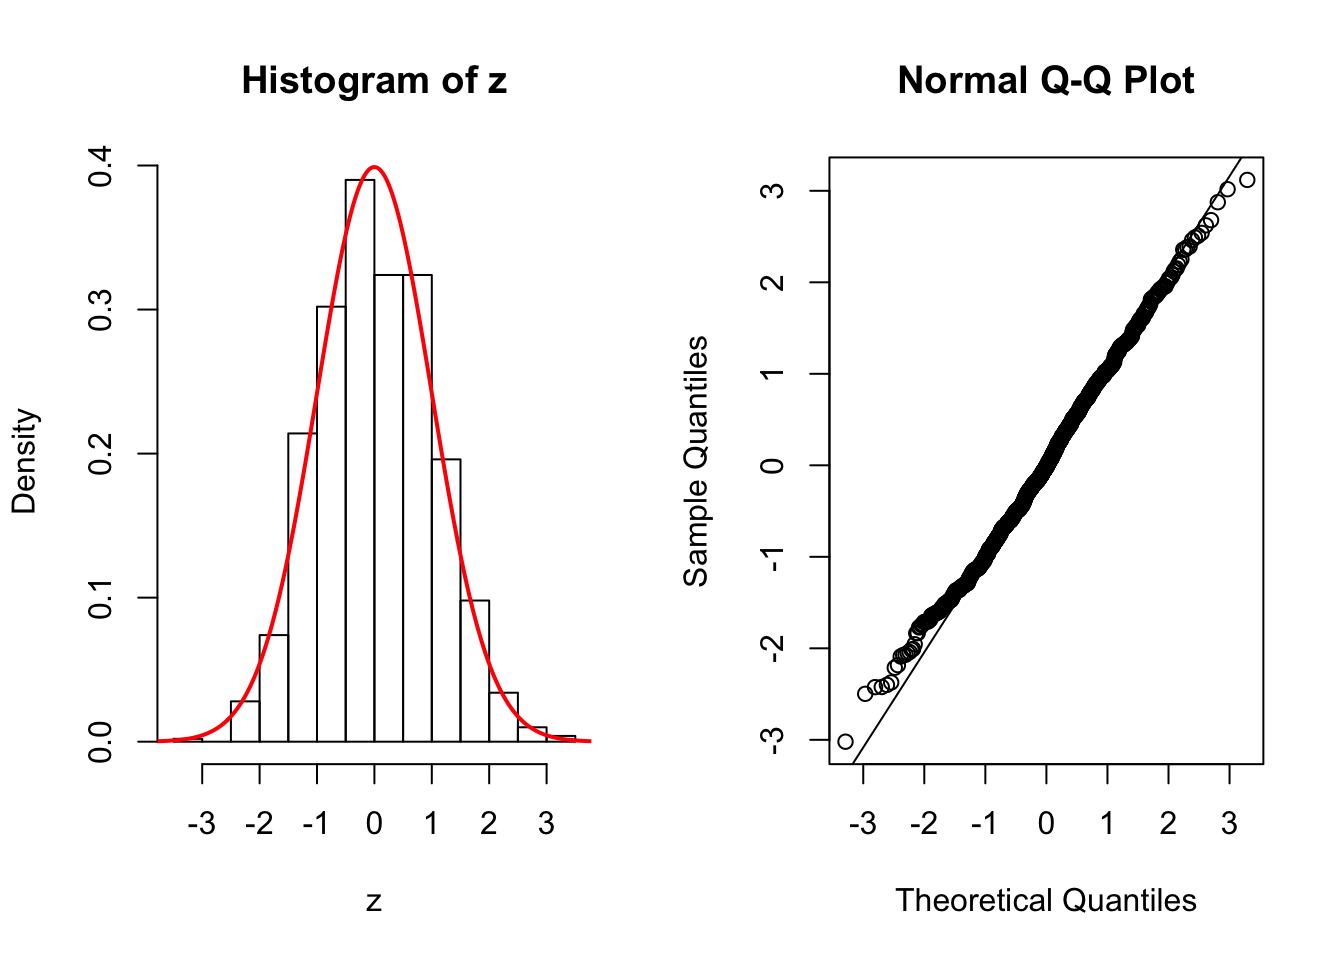 Histogram of z
Density
0.4
0.3
0.2
0.1
0.0
-3 -2 -1 0 1 2 3
z
Normal Q-Q Plot
Sample Quantiles
3
2
1
0
-1
-2
-3
-3 -2 -1 0 1 2 3
Theoretical Quantiles